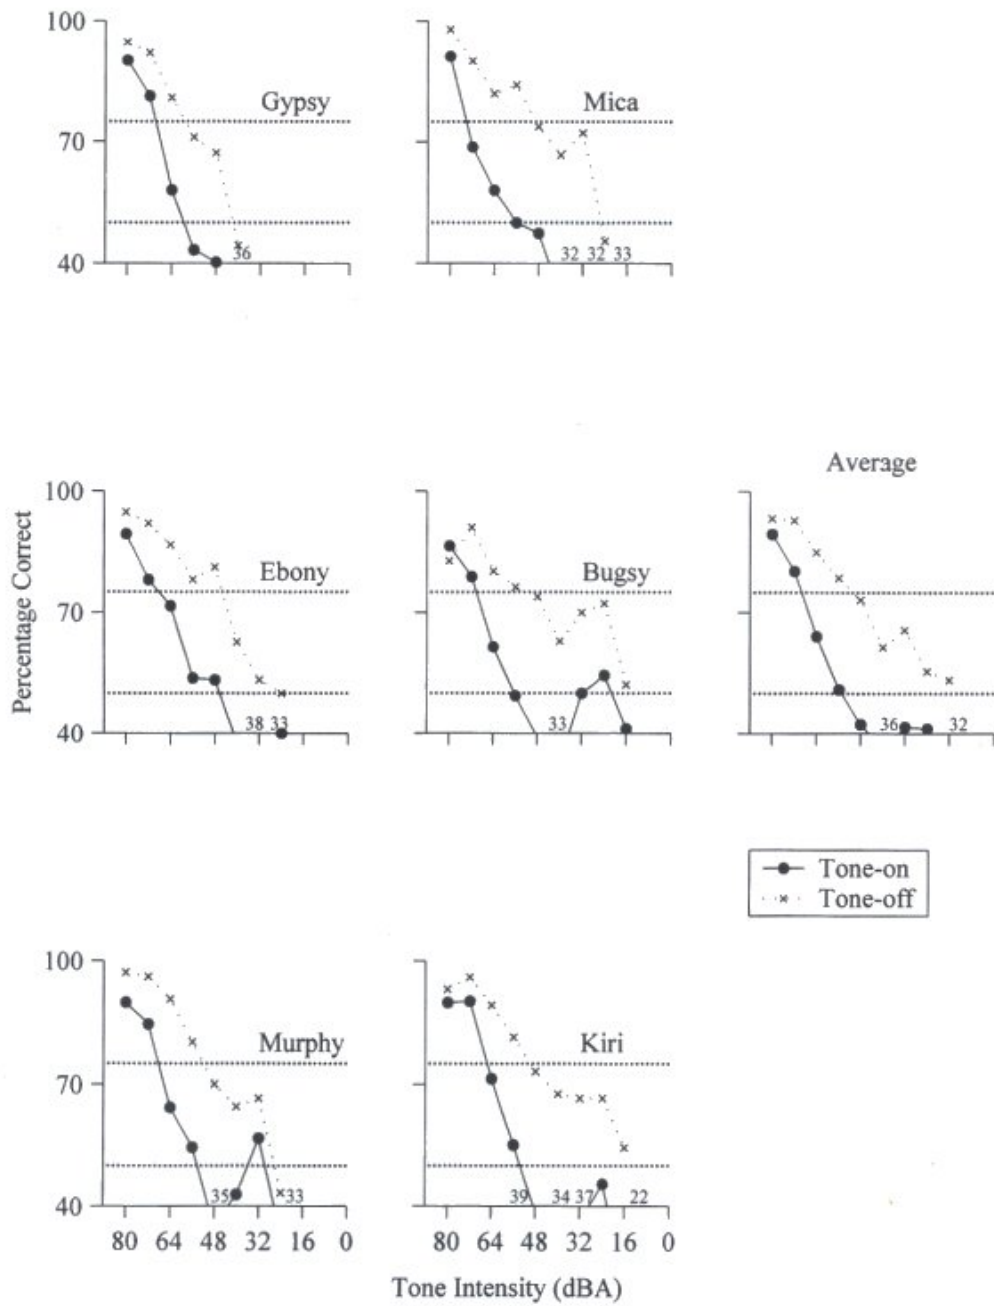 100
70
40
Gypsy
36
Mica
32 32 33
Average
Percentage Correct
100
70
40
Ebony
38 33
Bugsy
33
36 32
Tone-on
Tone-off
100
70
40
Murphy
35 33
Kiri
39 34 37 22
80 64 48 32 16 0
80 64 48 32 16 0
Tone Intensity (dBA)